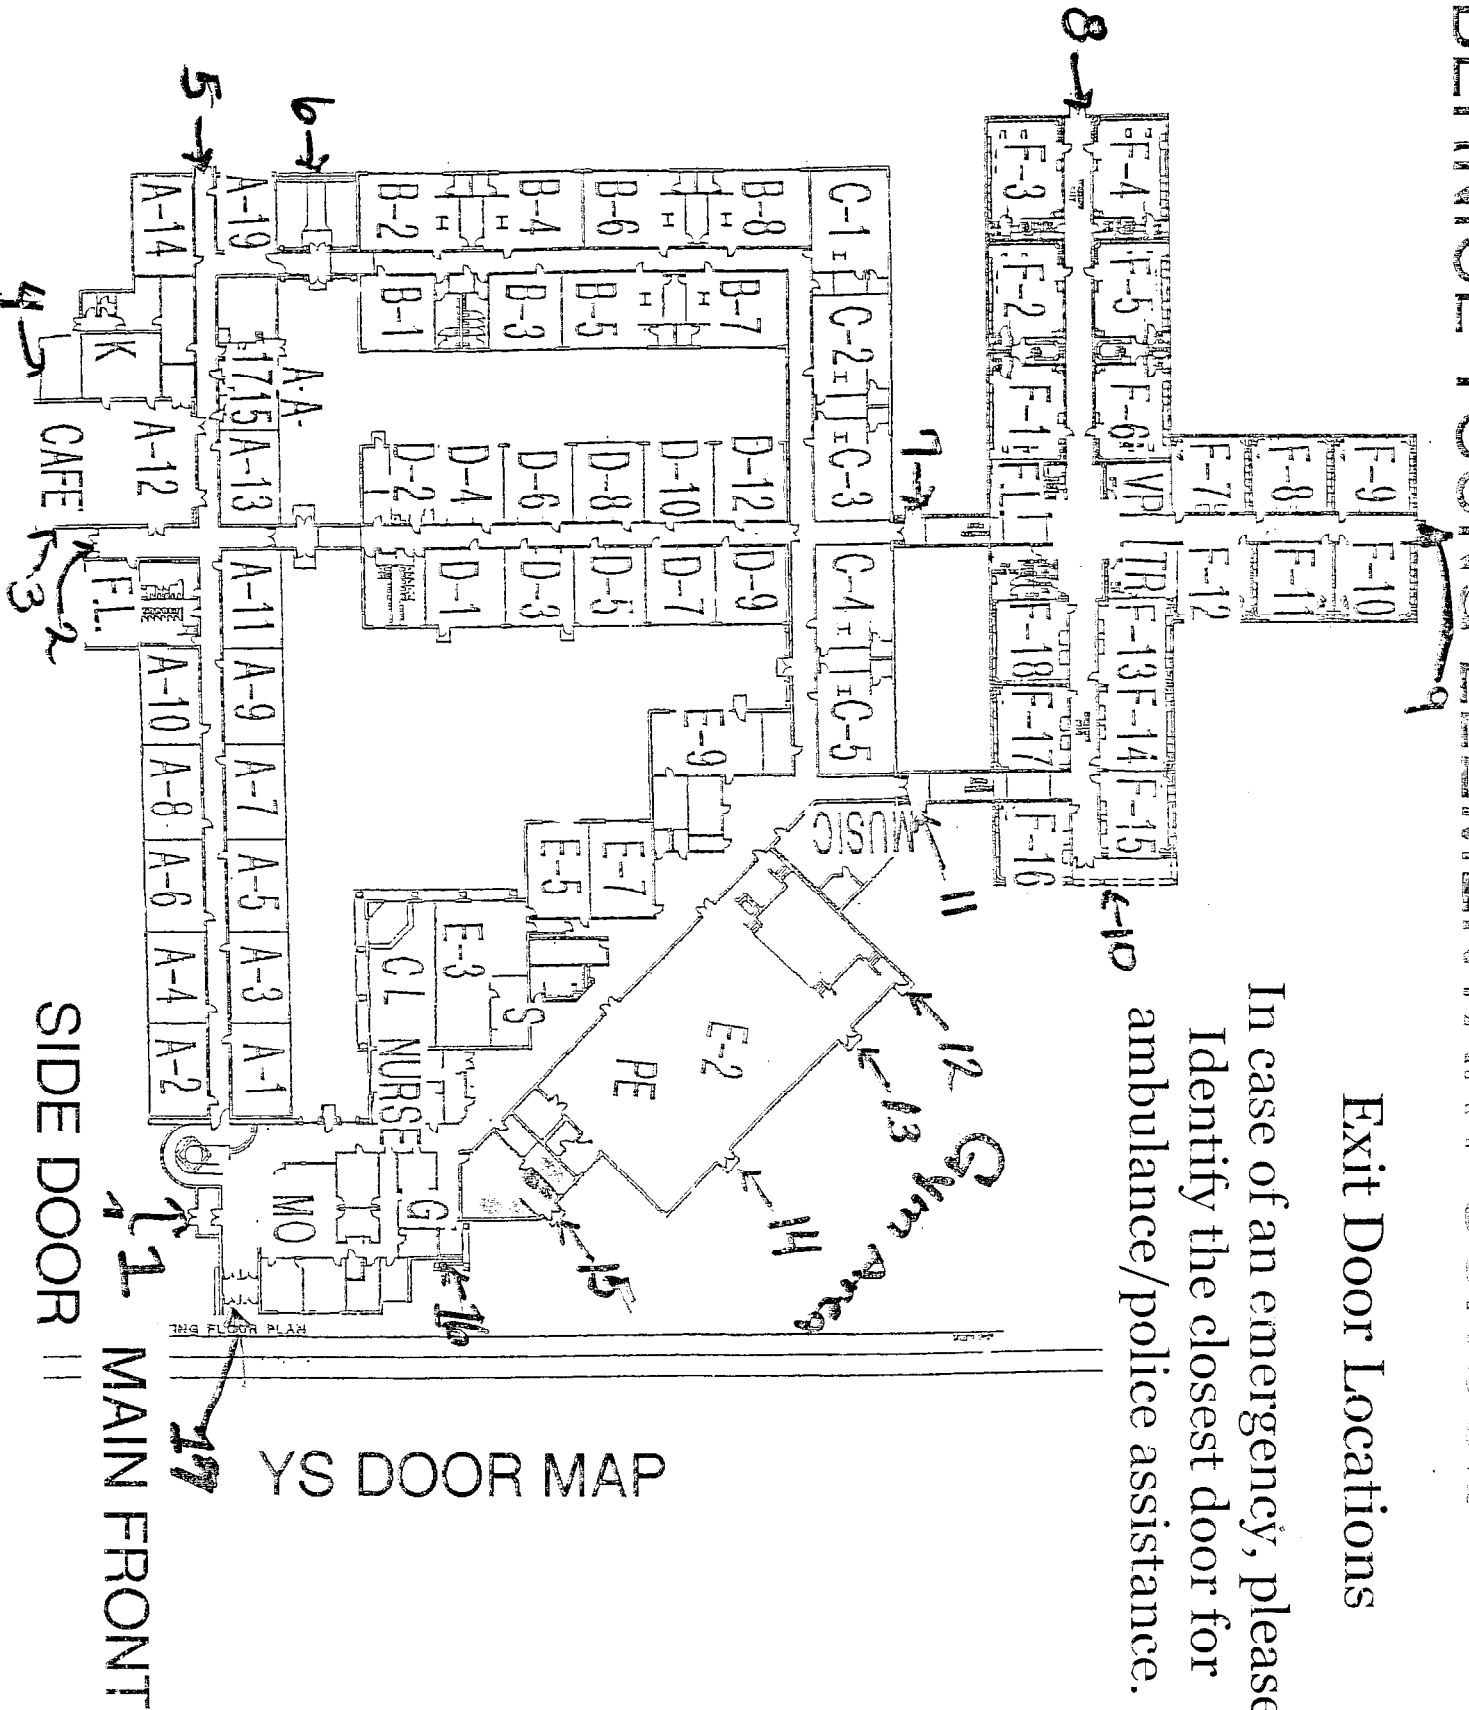 Exit Door Locations
In case of an emergency, please
Identify the closest door for
ambulance/police assistance.
YS DOOR MAP
MAIN FRONT
SIDE DOOR
Gym Area
8
9
10
11
12
13
14
15
16
17
1
2
3
4
5
6
7
F-9
F-10
F-8
F-11
F-7
F-12
F-4
F-5
F-6
VP
TR
F-13
F-14
F-15
F-3
F-2
F-1
F-18
F-17
F-16
C-1
C-2
C-3
C-4
C-5
MUSIC
B-8
B-7
B-6
B-5
B-4
B-3
B-2
B-1
H
H
H
H
H
H
D-12
D-10
D-8
D-6
D-4
D-2
D-9
D-7
D-5
D-3
D-1
E-9
E-7
E-5
E-3
E-2
PE
S
CL
NURSE
G
MO
A-19
17
15
A.A.
A-13
A-11
A-9
A-7
A-5
A-3
A-1
A-14
K
A-12
CAFE
F.L.
A-10
A-8
A-6
A-4
A-2
FLOOR PLAN